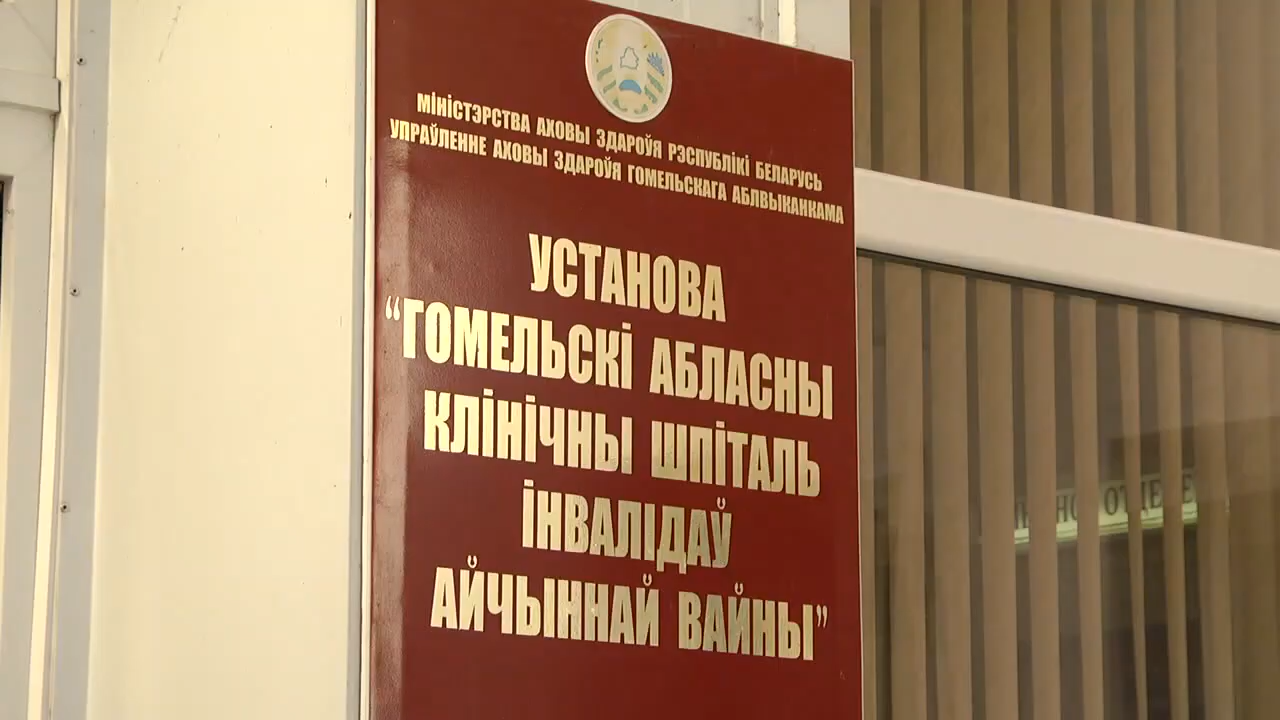 МІНІСТЭРСТВА АХОВЫ ЗДАРОЎЯ РЭСПУБЛІКІ БЕЛАРУСЬ
УПРАЎЛЕННЕ АХОВЫ ЗДАРОЎЯ ГОМЕЛЬСКАГА АБЛВЫКАНКАМА
УСТАНОВА
“ГОМЕЛЬСКІ АБЛАСНЫ
КЛІНІЧНЫ ШПІТАЛЬ
ІНВАЛІДАЎ
АЙЧЫННАЙ ВАЙНЫ”